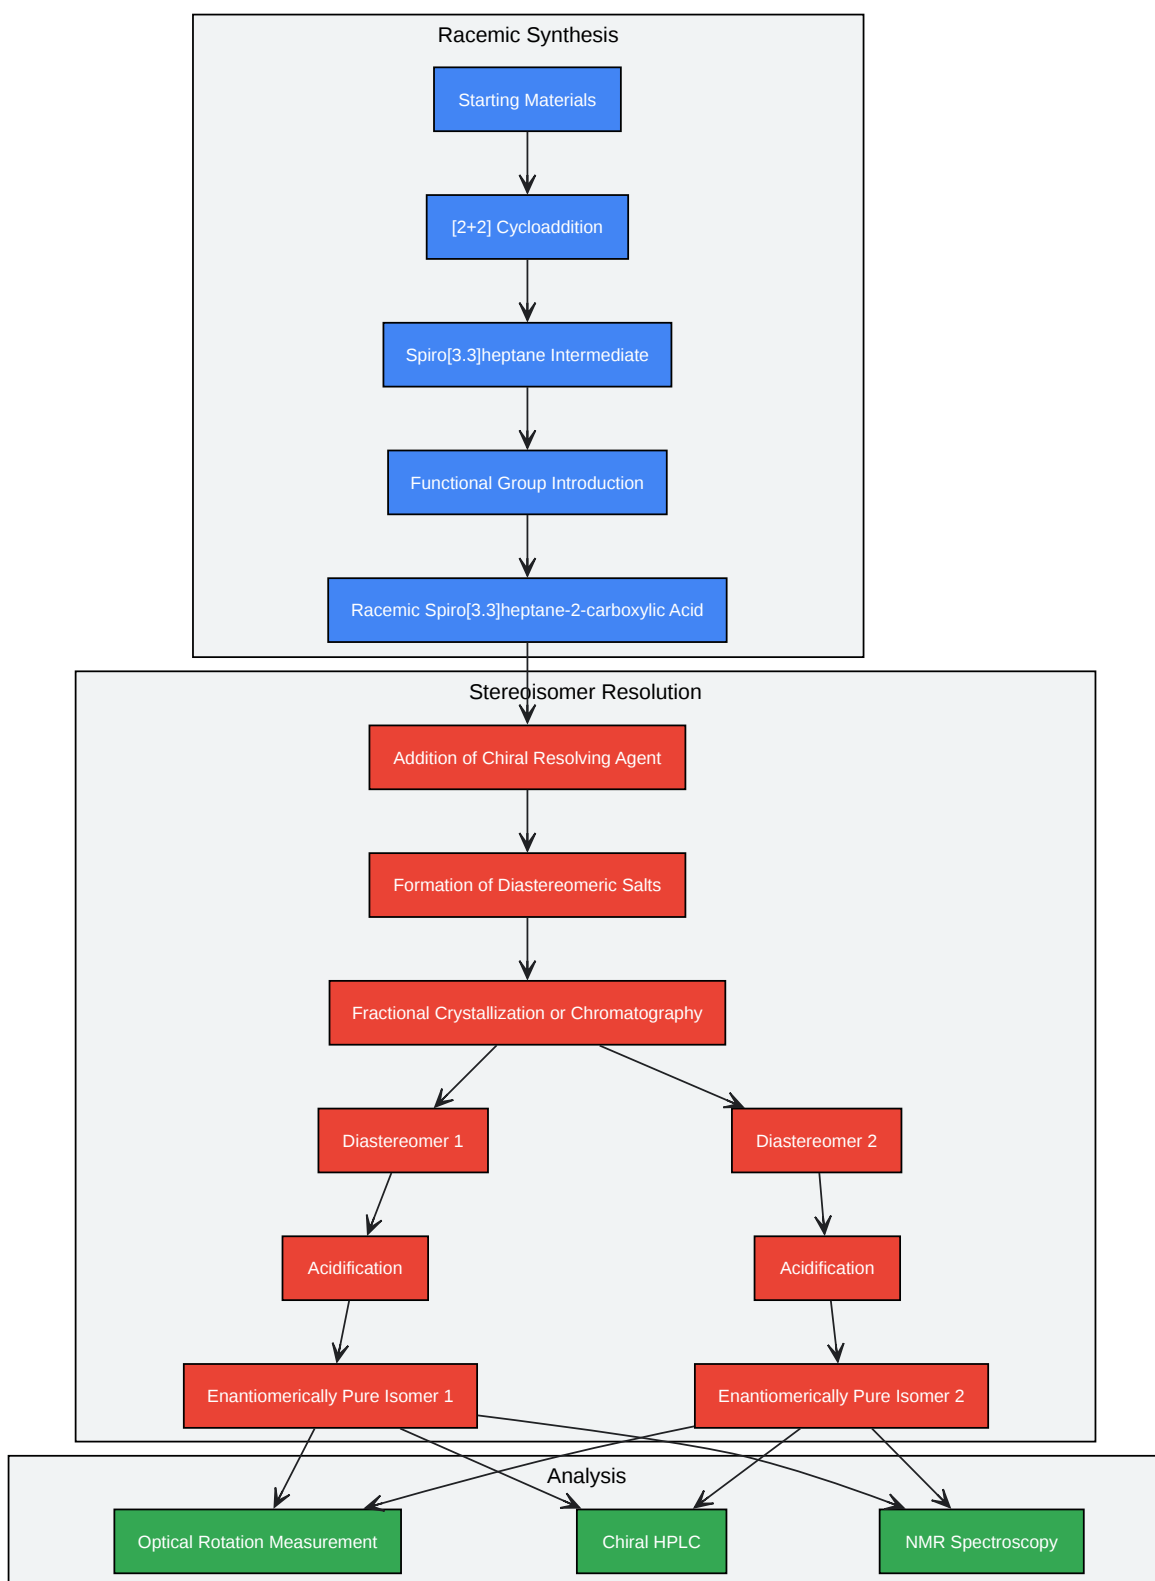 Racemic Synthesis
Starting Materials
[2+2] Cycloaddition
Spiro[3.3]heptane Intermediate
Functional Group Introduction
Racemic Spiro[3.3]heptane-2-carboxylic Acid
Stereoisomer Resolution
Addition of Chiral Resolving Agent
Formation of Diastereomeric Salts
Fractional Crystallization or Chromatography
Diastereomer 1
Diastereomer 2
Acidification
Acidification
Enantiomerically Pure Isomer 1
Enantiomerically Pure Isomer 2
Analysis
Optical Rotation Measurement
Chiral HPLC
NMR Spectroscopy